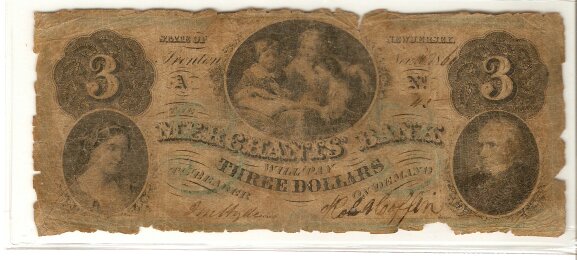 STATE OF NEW JERSEY.
3 Trenton 3
A No
THE
MERCHANTS' BANK
WILL PAY
THREE DOLLARS
TO BEARER ON DEMAND